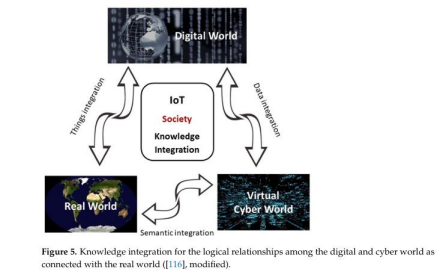 Digital World
Things integration
Data integration
IoT
Society
Knowledge
Integration
Real World
Virtual
Cyber World
Semantic integration
Figure 5. Knowledge integration for the logical relationships among the digital and cyber world as
connected with the real world ([116], modified).